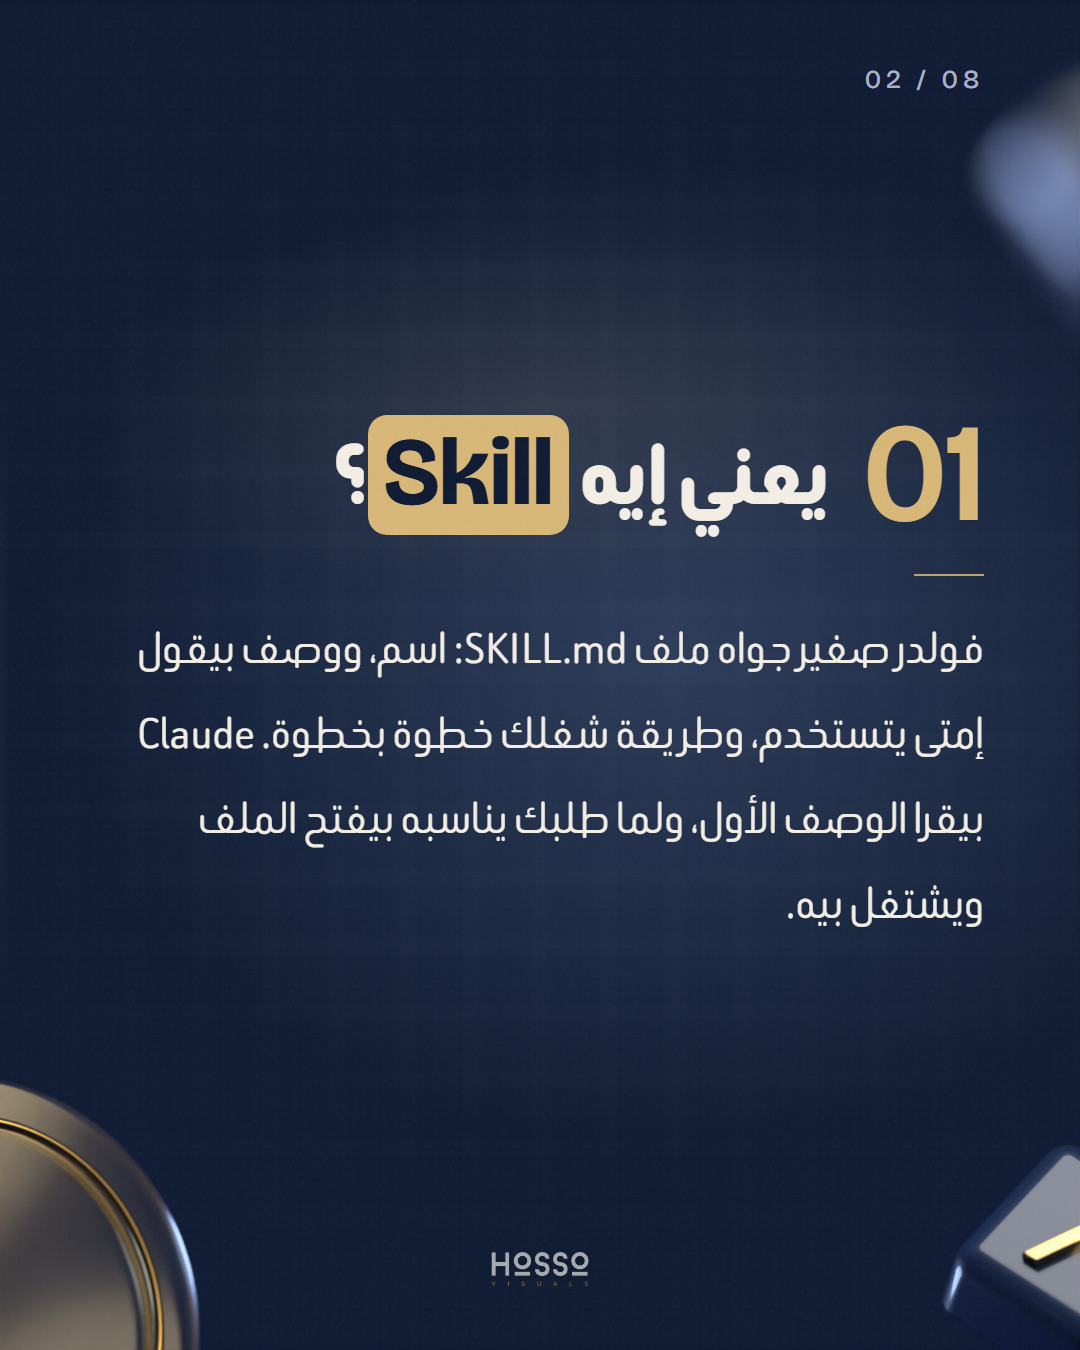 02 / 08
01 يعني إيه Skill؟
فولدر صغير جواه ملف SKILL.md: اسم، ووصف بيقول
إمتى يتستخدم، وطريقة شغلك خطوة بخطوة. Claude
بيقرا الوصف الأول، ولما طلبك يناسبه بيفتح الملف
ويشتغل بيه.
HOSSO
VISUALS